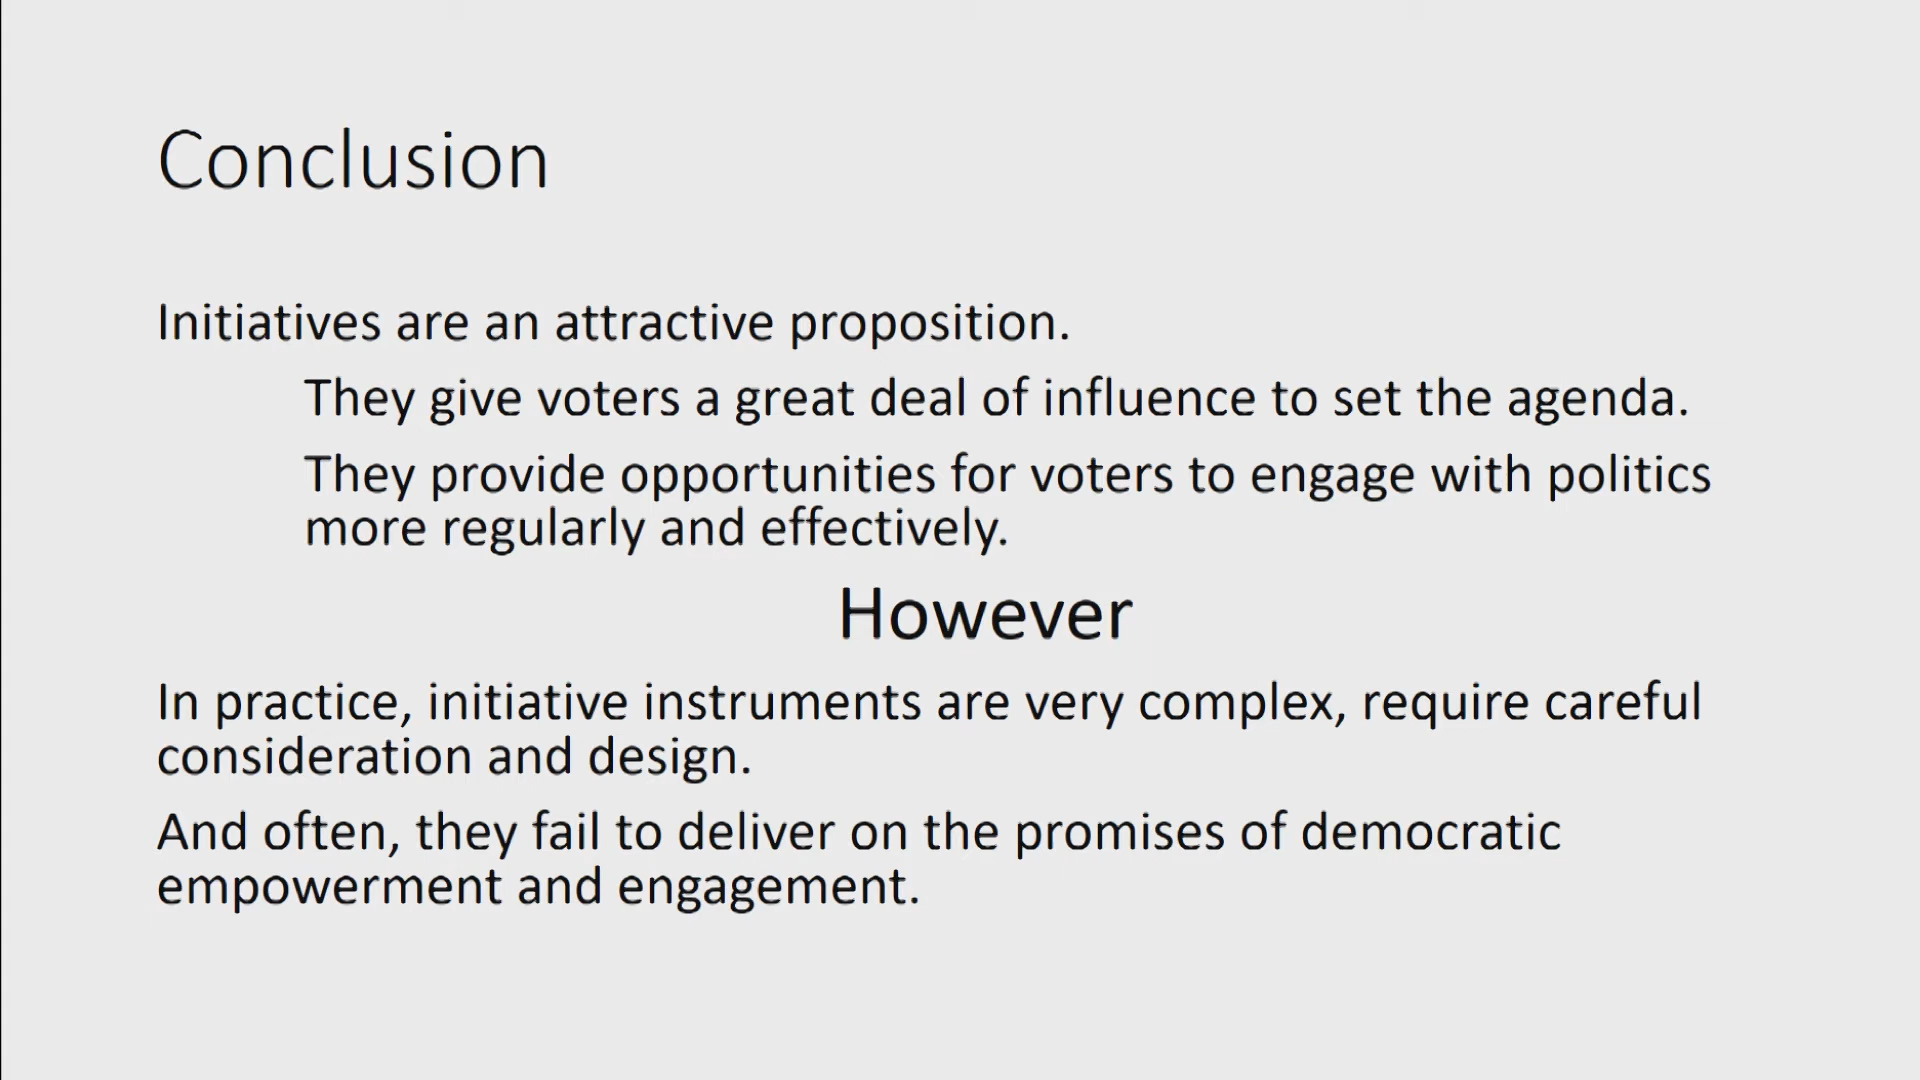 Conclusion
Initiatives are an attractive proposition.
They give voters a great deal of influence to set the agenda.
They provide opportunities for voters to engage with politics
more regularly and effectively.
However
In practice, initiative instruments are very complex, require careful
consideration and design.
And often, they fail to deliver on the promises of democratic
empowerment and engagement.